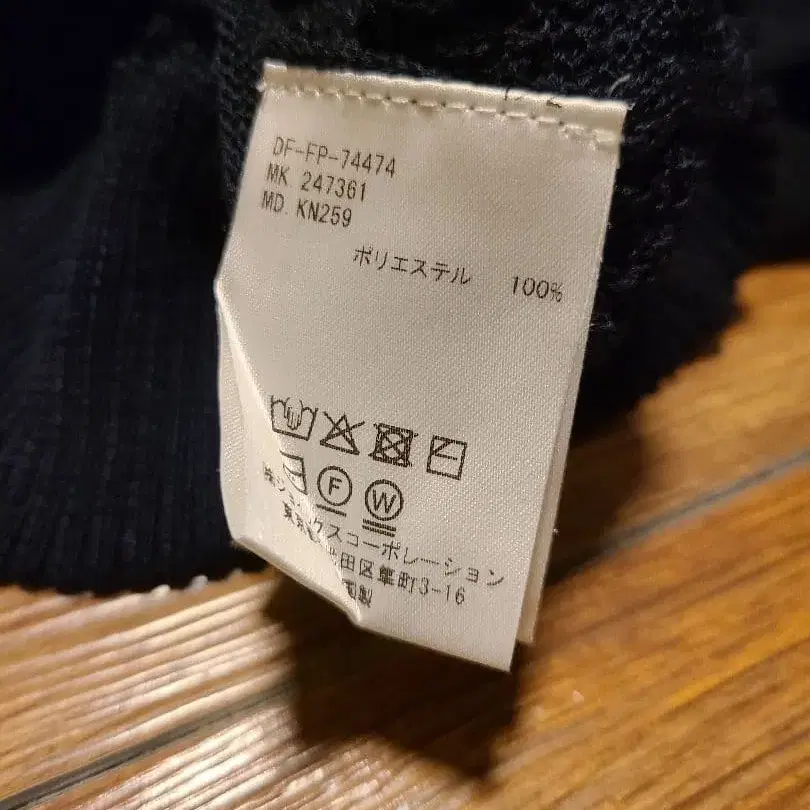 DF-FP-74474
MK 247361
MD. KN259
ポリエステル 100%
F W
クスコーポレーション
田区麹町3-16
製